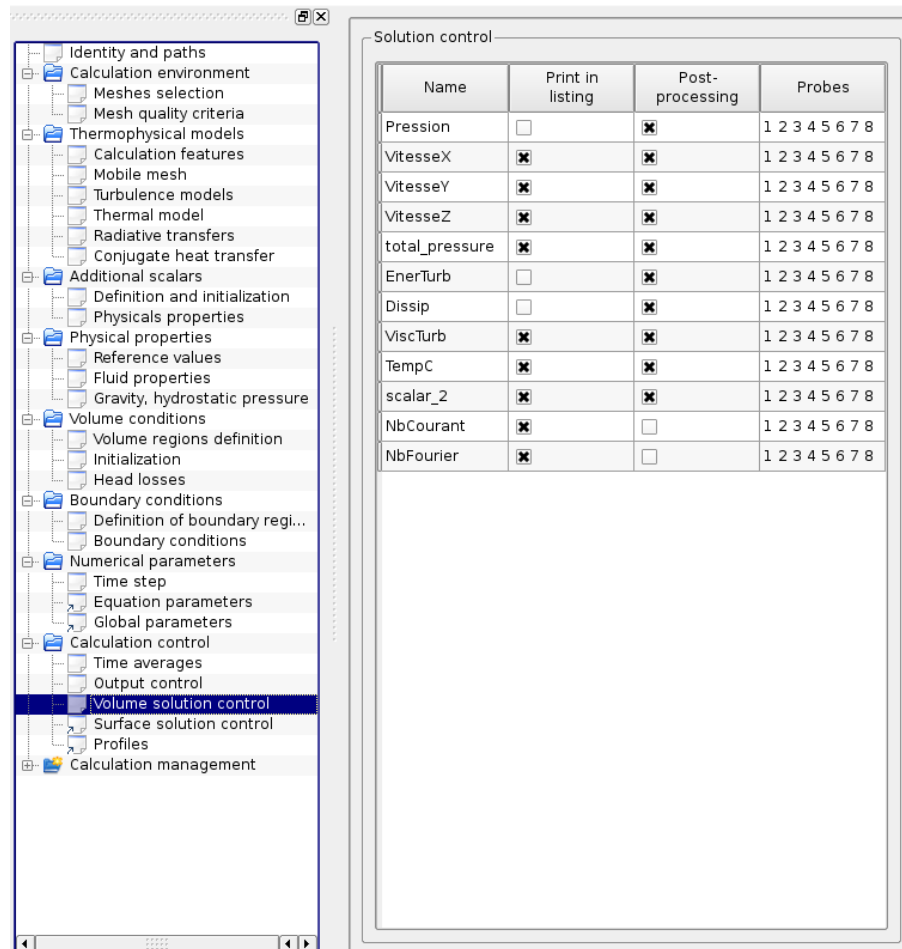 Identity and paths
Calculation environment
Meshes selection
Mesh quality criteria
Thermophysical models
Calculation features
Mobile mesh
Turbulence models
Thermal model
Radiative transfers
Conjugate heat transfer
Additional scalars
Definition and initialization
Physicals properties
Physical properties
Reference values
Fluid properties
Gravity, hydrostatic pressure
Volume conditions
Volume regions definition
Initialization
Head losses
Boundary conditions
Definition of boundary regi...
Boundary conditions
Numerical parameters
Time step
Equation parameters
Global parameters
Calculation control
Time averages
Output control
Volume solution control
Surface solution control
Profiles
Calculation management
Solution control
Name Print in listing Post-processing Probes
Pression 1 2 3 4 5 6 7 8
VitesseX 1 2 3 4 5 6 7 8
VitesseY 1 2 3 4 5 6 7 8
VitesseZ 1 2 3 4 5 6 7 8
total_pressure 1 2 3 4 5 6 7 8
EnerTurb 1 2 3 4 5 6 7 8
Dissip 1 2 3 4 5 6 7 8
ViscTurb 1 2 3 4 5 6 7 8
TempC 1 2 3 4 5 6 7 8
scalar_2 1 2 3 4 5 6 7 8
NbCourant 1 2 3 4 5 6 7 8
NbFourier 1 2 3 4 5 6 7 8